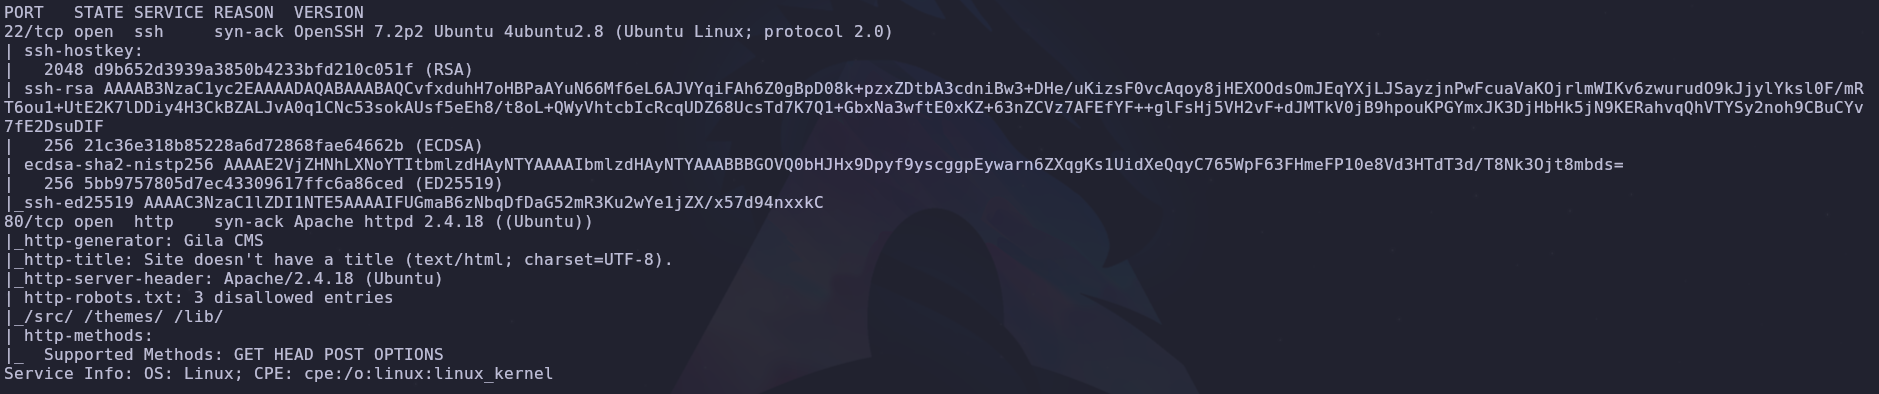 PORT   STATE SERVICE REASON  VERSION
22/tcp open  ssh     syn-ack OpenSSH 7.2p2 Ubuntu 4ubuntu2.8 (Ubuntu Linux; protocol 2.0)
| ssh-hostkey:
|   2048 d9b652d3939a3850b4233bfd210c051f (RSA)
| ssh-rsa AAAAB3NzaC1yc2EAAAADAQABAAABAQCvfxduhH7oHBPaAYuN66Mf6eL6AJVYqiFAh6Z0gBpD08k+pzxZDtbA3cdniBw3+DHe/uKizsF0vcAqoy8jHEXOOdsOmJEqYXjLJSayzjnPwFcuaVaKOjrlmWIKv6zwurudO9kJjylYksl0F/mR
T6ou1+UtE2K7lDDiy4H3CkBZALJvA0q1CNc53sokAUsf5eEh8/t8oL+QWyVhtcbIcRcqUDZ68UcsTd7K7Q1+GbxNa3wftE0xKZ+63nZCVz7AFEfYF++glFsHj5VH2vF+dJMTkV0jB9hpouKPGYmxJK3DjHbHk5jN9KERahvqQhVTYSy2noh9CBuCYv
7fE2DsuDIF
|   256 21c36e318b85228a6d72868fae64662b (ECDSA)
| ecdsa-sha2-nistp256 AAAAE2VjZHNhLXNoYTItbmlzdHAyNTYAAAAIbmlzdHAyNTYAAABBBGOVQ0bHJHx9Dpyf9yscggpEywarn6ZXqgKs1UidXeQqyC765WpF63FHmeFP10e8Vd3HTdT3d/T8Nk3Ojt8mbds=
|   256 5bb9757805d7ec43309617ffc6a86ced (ED25519)
|_ssh-ed25519 AAAAC3NzaC1lZDI1NTE5AAAAIFUGmaB6zNbqDfDaG52mR3Ku2wYe1jZX/x57d94nxxkC
80/tcp open  http    syn-ack Apache httpd 2.4.18 ((Ubuntu))
|_http-generator: Gila CMS
|_http-title: Site doesn't have a title (text/html; charset=UTF-8).
|_http-server-header: Apache/2.4.18 (Ubuntu)
| http-robots.txt: 3 disallowed entries
|_/src/ /themes/ /lib/
| http-methods:
|_  Supported Methods: GET HEAD POST OPTIONS
Service Info: OS: Linux; CPE: cpe:/o:linux:linux_kernel